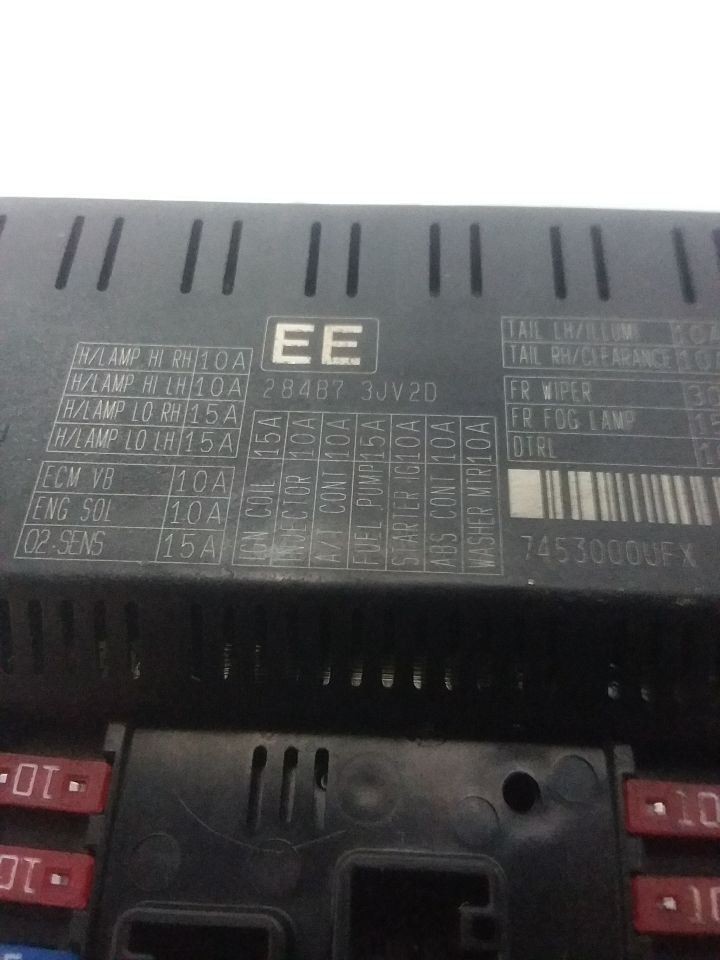 EE
284B7 3JV2D
H/LAMP HI RH 10A
H/LAMP HI LH 10A
H/LAMP LO RH 15A
H/LAMP LO LH 15A
ECM VB 10A
ENG SOL 10A
O2 SENS 15A
IGN COIL 15A
INJECTOR 10A
A/T CONT 10A
FUEL PUMP 15A
STARTER IG 10A
ABS CONT 10A
WASHER MTR 10A
TAIL LH/ILLUMI
TAIL RH/CLEARANCE
FR WIPER
FR FOG LAMP
DTRL
7453000UFX
10
10
10
10